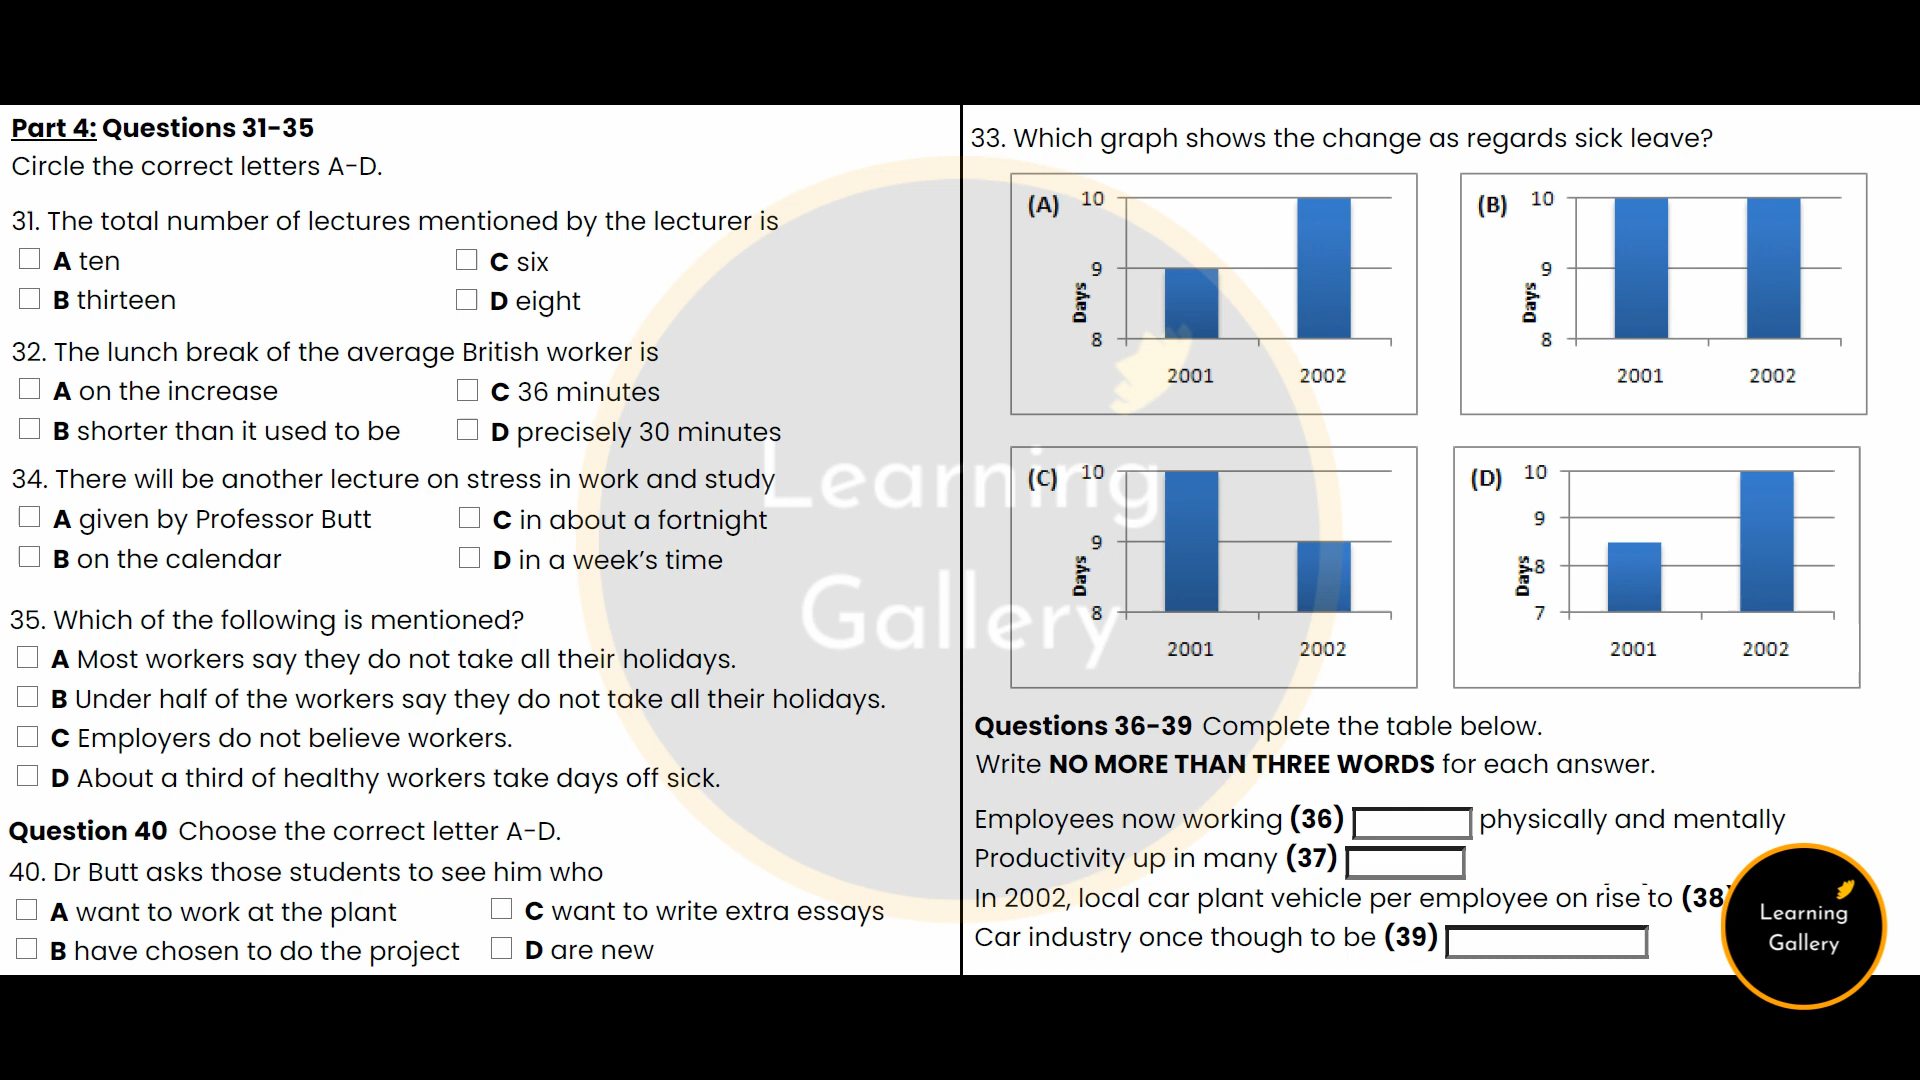 Part 4: Questions 31-35
Circle the correct letters A-D.
31. The total number of lectures mentioned by the lecturer is
A ten
C six
B thirteen
D eight
32. The lunch break of the average British worker is
A on the increase
C 36 minutes
B shorter than it used to be
D precisely 30 minutes
34. There will be another lecture on stress in work and study
A given by Professor Butt
C in about a fortnight
B on the calendar
D in a week's time
35. Which of the following is mentioned?
A Most workers say they do not take all their holidays.
B Under half of the workers say they do not take all their holidays.
C Employers do not believe workers.
D About a third of healthy workers take days off sick.
Question 40 Choose the correct letter A-D.
40. Dr Butt asks those students to see him who
A want to work at the plant
C want to write extra essays
B have chosen to do the project
D are new
33. Which graph shows the change as regards sick leave?
(A)
10
9
8
Days
2001 2002
(B)
10
9
8
Days
2001 2002
(C)
10
9
8
Days
2001 2002
(D)
10
9
8
7
Days
2001 2002
Questions 36-39 Complete the table below.
Write NO MORE THAN THREE WORDS for each answer.
Employees now working (36) physically and mentally
Productivity up in many (37)
In 2002, local car plant vehicle per employee on rise to (38
Car industry once though to be (39)
Learning
Gallery
Learning
Gallery